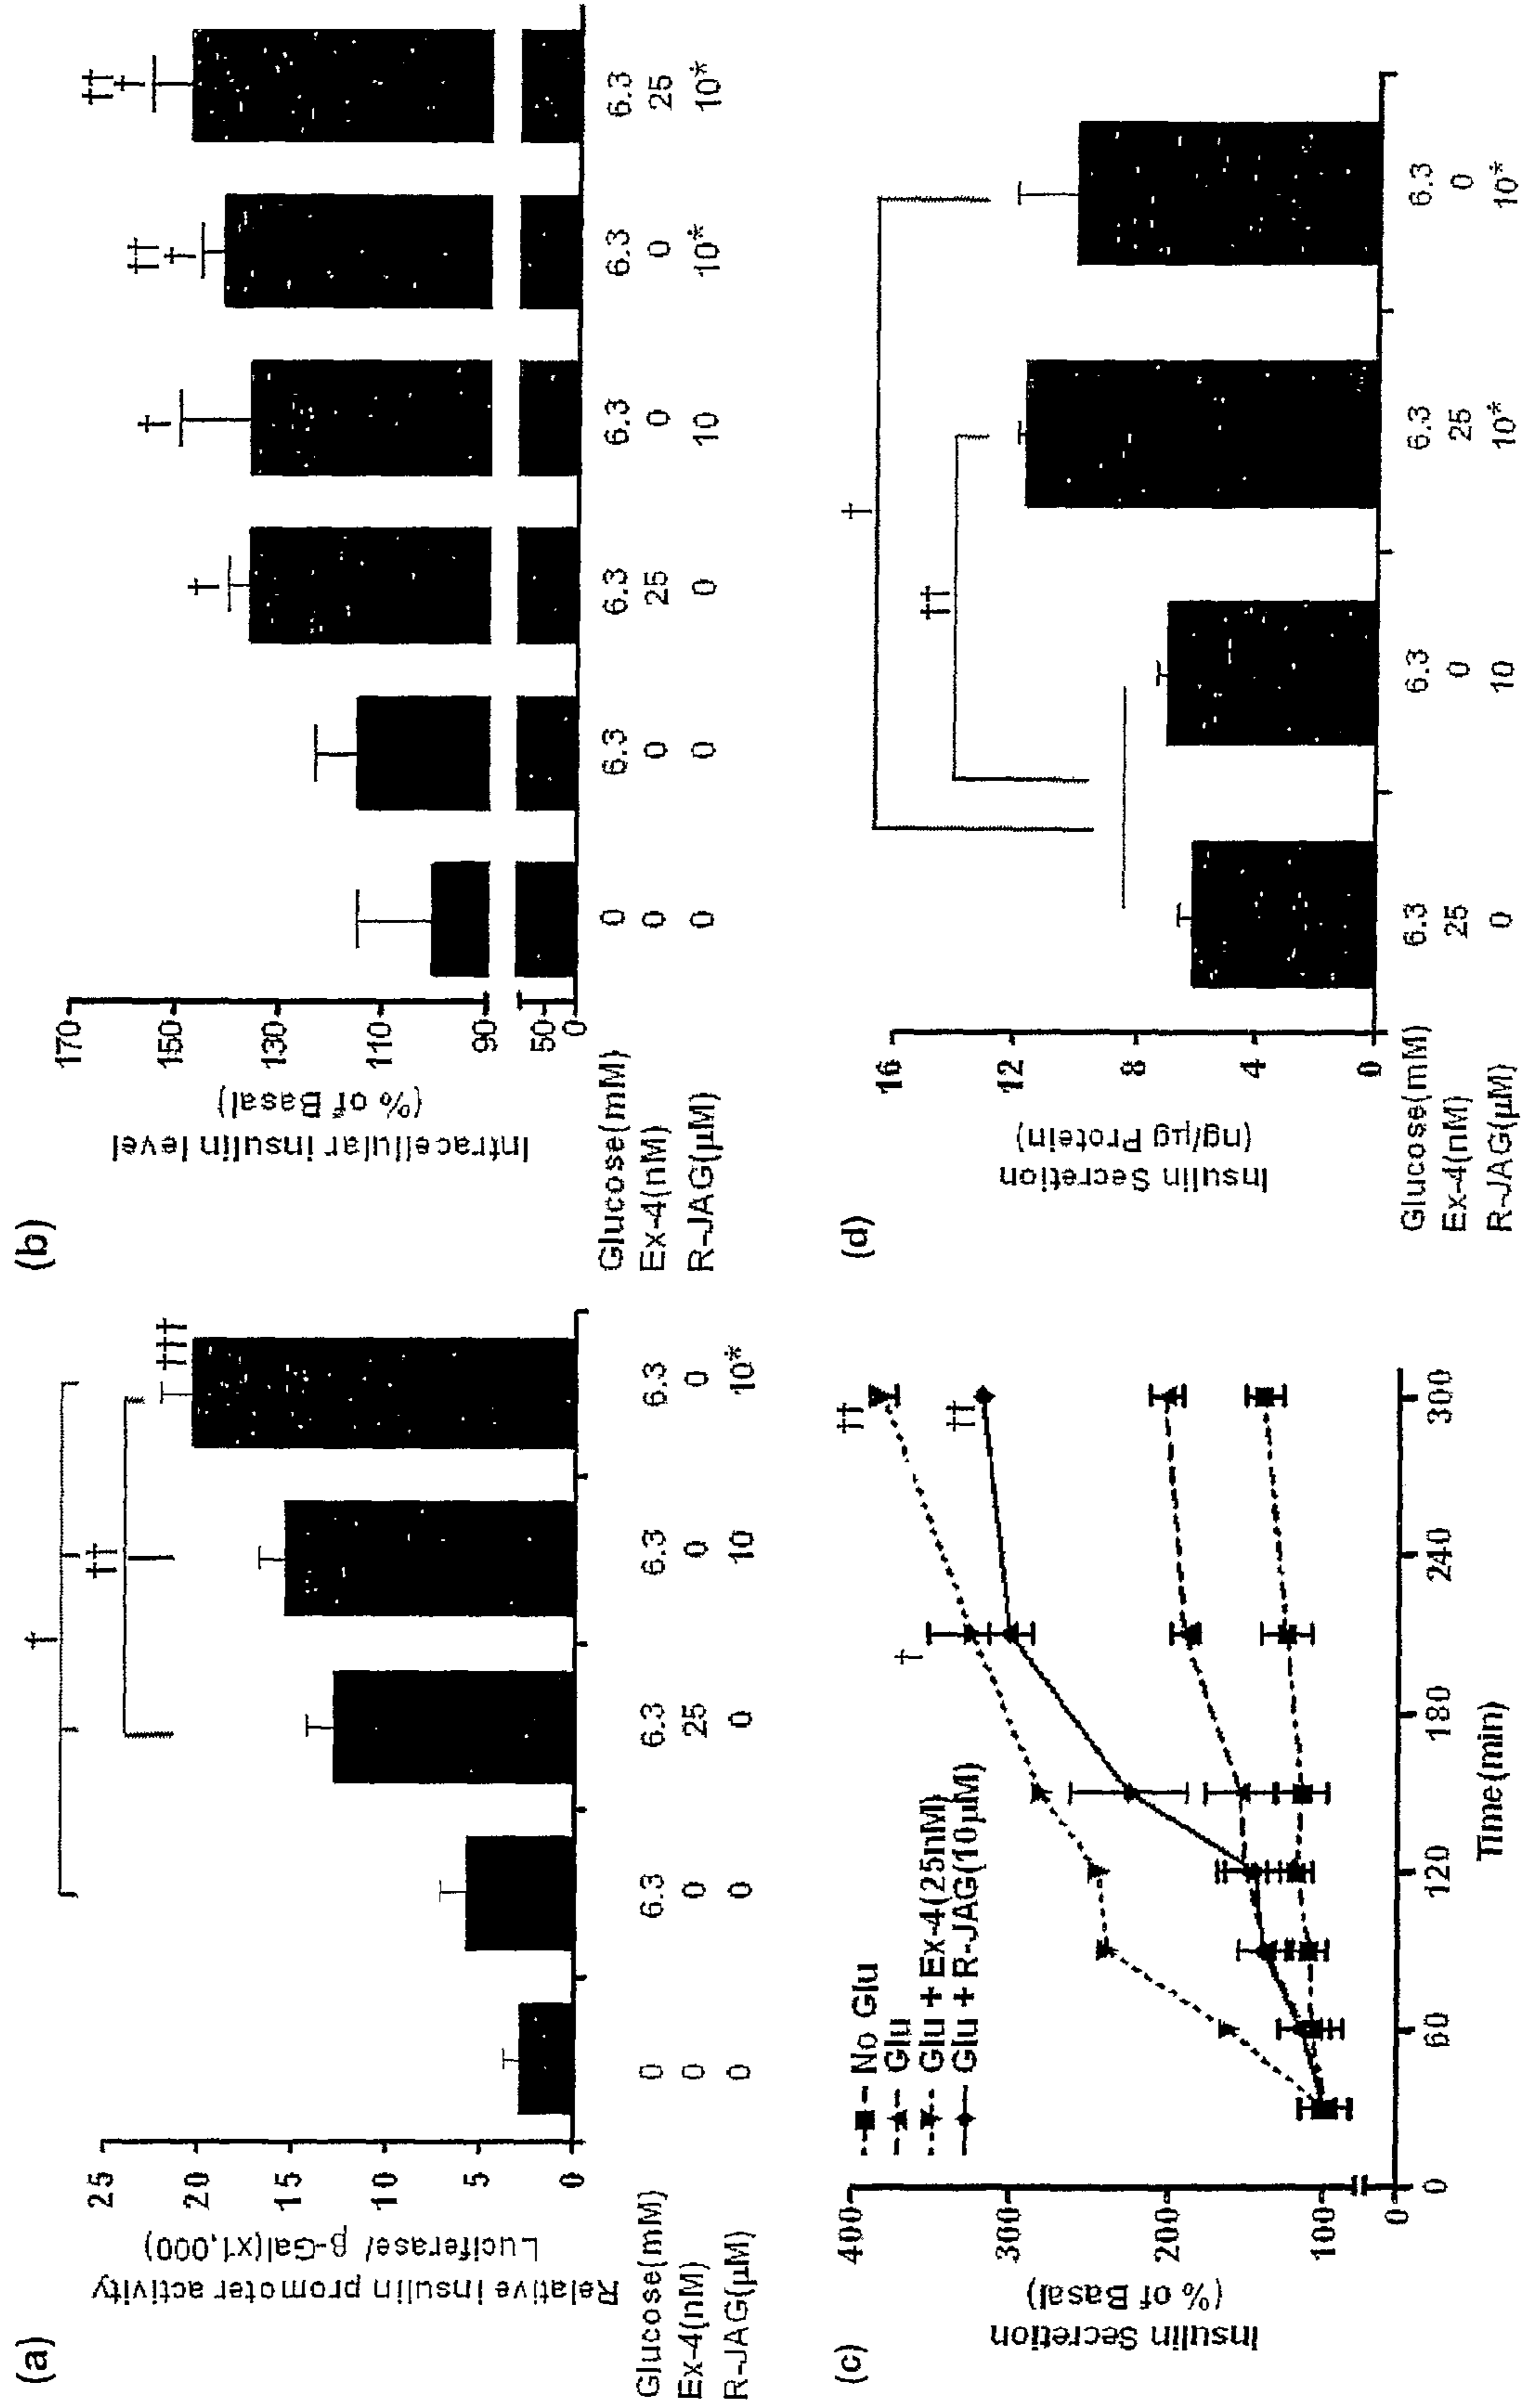 (a)
Relative insulin promoter activity
Luciferase/ β-Gal(x1,000)
25
20
15
10
5
0
†
††
†††
Glucose(mM) 0 6.3 6.3 6.3 6.3
Ex-4(nM) 0 0 25 0 0
R-JAG(μM) 0 0 0 10 10*
(b)
Intracellular insulin level
(% of Basal)
170
150
130
110
90
50
0
†
†
††
†
††
†
Glucose(mM) 0 6.3 6.3 6.3 6.3 6.3
Ex-4(nM) 0 0 25 0 0 25
R-JAG(μM) 0 0 0 10 10* 10*
(c)
Insulin Secretion
(% of Basal)
400
300
200
100
0
No Glu
Glu
Glu + Ex-4(25nM)
Glu + R-JAG(10μM)
†
††
††
0 60 120 180 240 300
Time(min)
(d)
Insulin Secretion
(ng/μg Protein)
16
12
8
4
0
†
††
Glucose(mM) 6.3 6.3 6.3 6.3
Ex-4(nM) 25 0 25 0
R-JAG(μM) 0 10 10* 10*